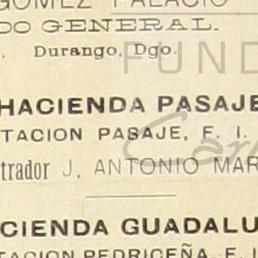 GOMEZ PALACIO
DO GENERAL.
Durango, Dgo.
FUND
HACIENDA PASAJE
TACION PASAJE, F. I.
trador J. ANTONIO MAR
CIENDA GUADALU
TACION PEDRICEÑA, F. I